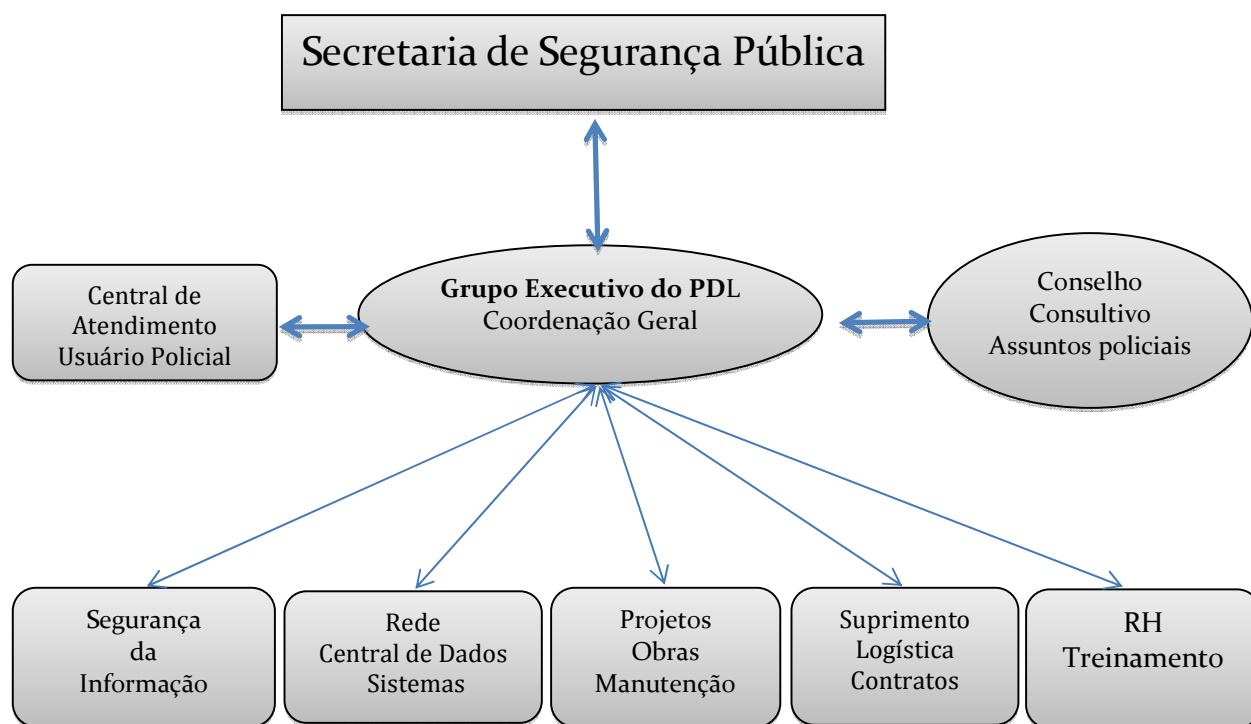 Secretaria de Segurança Pública
Grupo Executivo do PDL
Coordenação Geral
Central de
Atendimento
Usuário Policial
Conselho
Consultivo
Assuntos policiais
Segurança
da
Informação
Rede
Central de Dados
Sistemas
Projetos
Obras
Manutenção
Suprimento
Logística
Contratos
RH
Treinamento